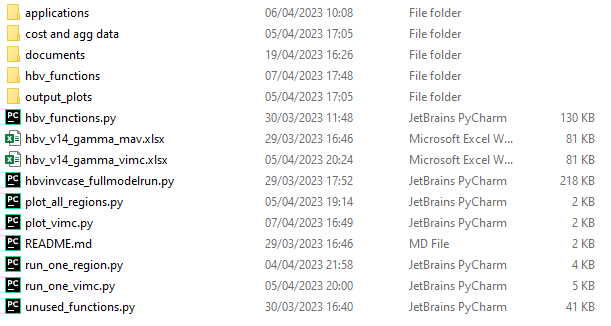 applications 06/04/2023 10:08 File folder
cost and agg data 05/04/2023 17:05 File folder
documents 19/04/2023 16:26 File folder
hbv_functions 07/04/2023 17:48 File folder
output_plots 05/04/2023 17:05 File folder
PC hbv_functions.py 30/03/2023 11:48 JetBrains PyCharm 130 KB
hbv_v14_gamma_mav.xlsx 29/03/2023 16:46 Microsoft Excel W... 81 KB
hbv_v14_gamma_vimc.xlsx 05/04/2023 20:24 Microsoft Excel W... 81 KB
PC hbvinvcase_fullmodelrun.py 29/03/2023 17:52 JetBrains PyCharm 218 KB
PC plot_all_regions.py 05/04/2023 19:14 JetBrains PyCharm 2 KB
PC plot_vimc.py 07/04/2023 16:49 JetBrains PyCharm 2 KB
PC README.md 29/03/2023 16:46 MD File 2 KB
PC run_one_region.py 04/04/2023 21:58 JetBrains PyCharm 4 KB
PC run_one_vimc.py 05/04/2023 20:00 JetBrains PyCharm 5 KB
PC unused_functions.py 30/03/2023 16:40 JetBrains PyCharm 41 KB